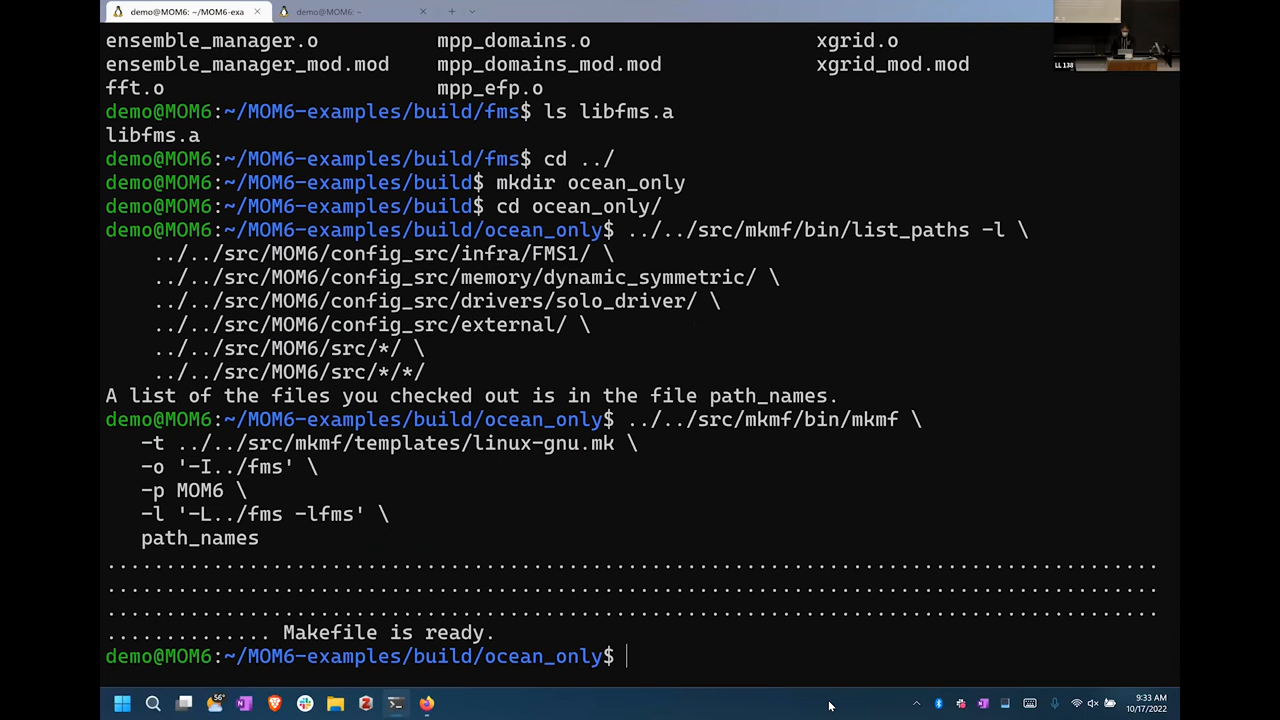 demo@MOM6: ~/MOM6-exa
demo@MOM6: ~
ensemble_manager.o mpp_domains.o xgrid.o
ensemble_manager_mod.mod mpp_domains_mod.mod xgrid_mod.mod
fft.o mpp_efp.o
demo@MOM6:~/MOM6-examples/build/fms$ ls libfms.a
libfms.a
demo@MOM6:~/MOM6-examples/build/fms$ cd ../
demo@MOM6:~/MOM6-examples/build$ mkdir ocean_only
demo@MOM6:~/MOM6-examples/build$ cd ocean_only/
demo@MOM6:~/MOM6-examples/build/ocean_only$ ../../src/mkmf/bin/list_paths -l \
../../src/MOM6/config_src/infra/FMS1/ \
../../src/MOM6/config_src/memory/dynamic_symmetric/ \
../../src/MOM6/config_src/drivers/solo_driver/ \
../../src/MOM6/config_src/external/ \
../../src/MOM6/src/*/ \
../../src/MOM6/src/*/*/
A list of the files you checked out is in the file path_names.
demo@MOM6:~/MOM6-examples/build/ocean_only$ ../../src/mkmf/bin/mkmf \
-t ../../src/mkmf/templates/linux-gnu.mk \
-o '-I../fms' \
-p MOM6 \
-l '-L../fms -lfms' \
path_names
.........................................................................................
.........................................................................................
.........................................................................................
.............. Makefile is ready.
demo@MOM6:~/MOM6-examples/build/ocean_only$
LL 138
56°
9:33 AM
10/17/2022